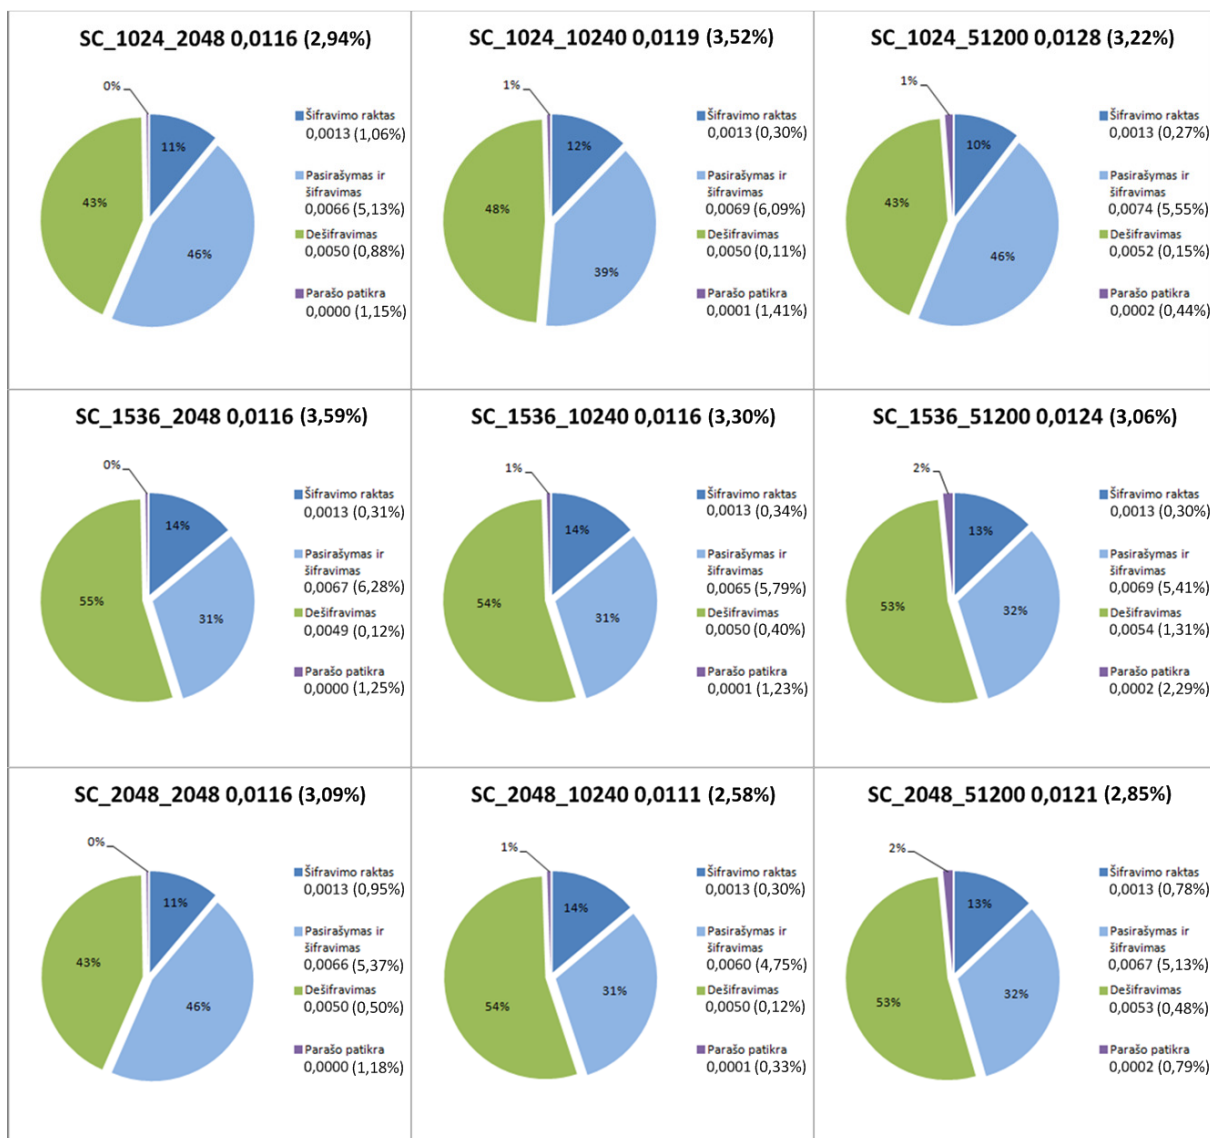 SC_1024_2048 0,0116 (2,94%)
0%
11%
46%
43%
Šifravimo raktas
0,0013 (1,06%)
Pasirašymas ir
šifravimas
0,0066 (5,13%)
Dešifravimas
0,0050 (0,88%)
Parašo patikra
0,0000 (1,15%)
SC_1024_10240 0,0119 (3,52%)
1%
12%
39%
48%
Šifravimo raktas
0,0013 (0,30%)
Pasirašymas ir
šifravimas
0,0069 (6,09%)
Dešifravimas
0,0050 (0,11%)
Parašo patikra
0,0001 (1,41%)
SC_1024_51200 0,0128 (3,22%)
1%
10%
46%
43%
Šifravimo raktas
0,0013 (0,27%)
Pasirašymas ir
šifravimas
0,0074 (5,55%)
Dešifravimas
0,0052 (0,15%)
Parašo patikra
0,0002 (0,44%)
SC_1536_2048 0,0116 (3,59%)
0%
14%
31%
55%
Šifravimo raktas
0,0013 (0,31%)
Pasirašymas ir
šifravimas
0,0067 (6,28%)
Dešifravimas
0,0049 (0,12%)
Parašo patikra
0,0000 (1,25%)
SC_1536_10240 0,0116 (3,30%)
1%
14%
31%
54%
Šifravimo raktas
0,0013 (0,34%)
Pasirašymas ir
šifravimas
0,0065 (5,79%)
Dešifravimas
0,0050 (0,40%)
Parašo patikra
0,0001 (1,23%)
SC_1536_51200 0,0124 (3,06%)
2%
13%
32%
53%
Šifravimo raktas
0,0013 (0,30%)
Pasirašymas ir
šifravimas
0,0069 (5,41%)
Dešifravimas
0,0054 (1,31%)
Parašo patikra
0,0002 (2,29%)
SC_2048_2048 0,0116 (3,09%)
0%
11%
46%
43%
Šifravimo raktas
0,0013 (0,95%)
Pasirašymas ir
šifravimas
0,0066 (5,37%)
Dešifravimas
0,0050 (0,50%)
Parašo patikra
0,0000 (1,18%)
SC_2048_10240 0,0111 (2,58%)
1%
14%
31%
54%
Šifravimo raktas
0,0013 (0,30%)
Pasirašymas ir
šifravimas
0,0060 (4,75%)
Dešifravimas
0,0050 (0,12%)
Parašo patikra
0,0001 (0,33%)
SC_2048_51200 0,0121 (2,85%)
2%
13%
32%
53%
Šifravimo raktas
0,0013 (0,78%)
Pasirašymas ir
šifravimas
0,0067 (5,13%)
Dešifravimas
0,0053 (0,48%)
Parašo patikra
0,0002 (0,79%)